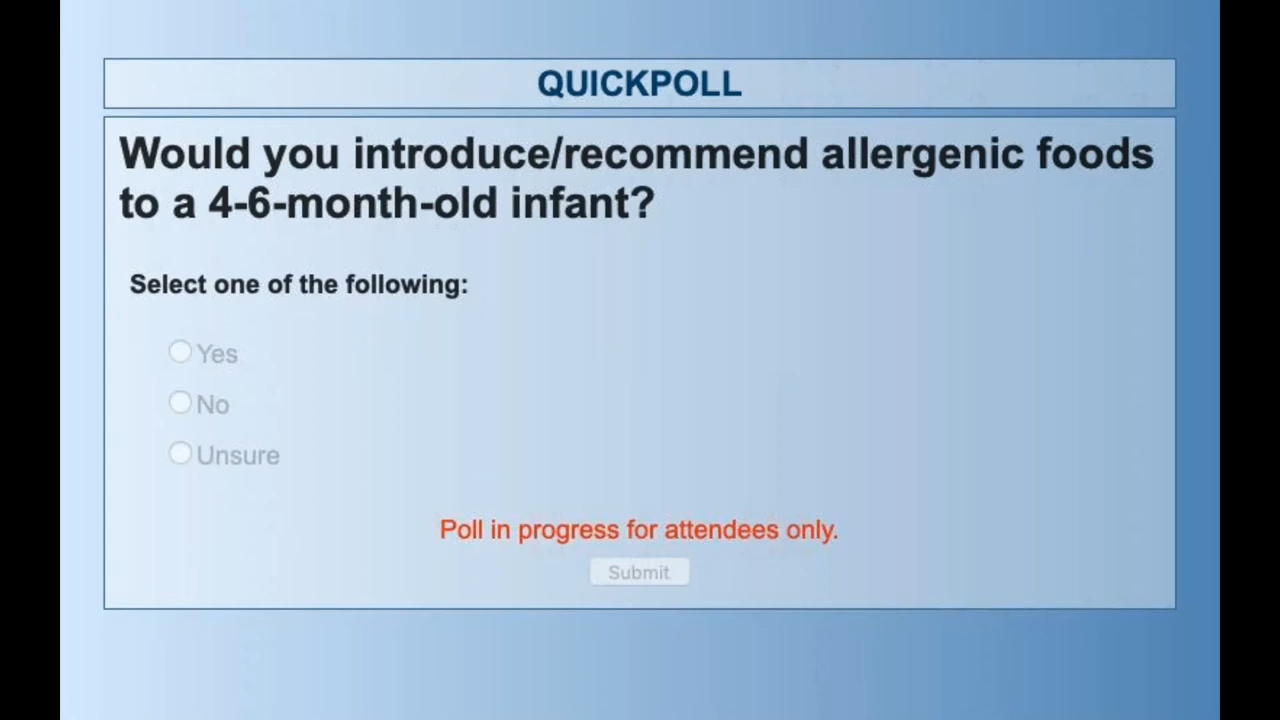 QUICKPOLL
Would you introduce/recommend allergenic foods
to a 4-6-month-old infant?
Select one of the following:
Yes
No
Unsure
Poll in progress for attendees only.
Submit